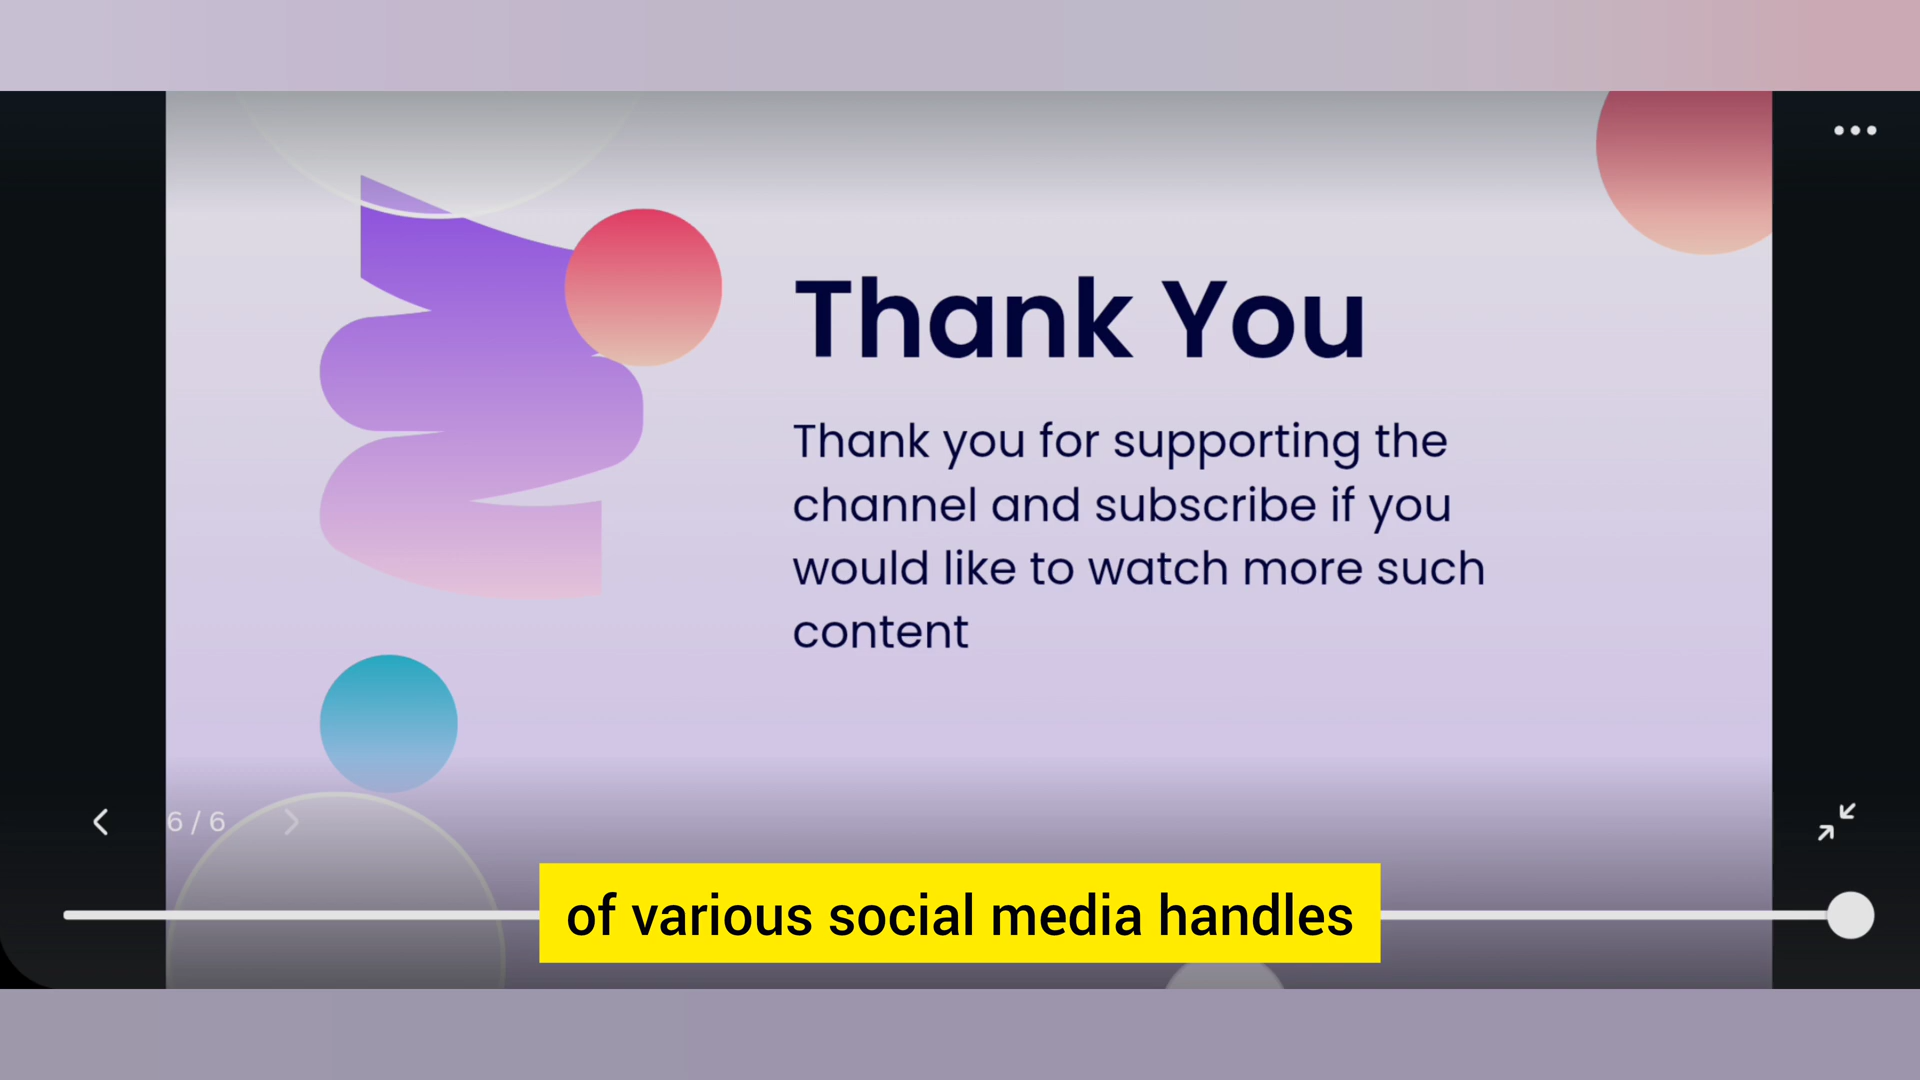 Thank You
Thank you for supporting the
channel and subscribe if you
would like to watch more such
content
6 / 6
of various social media handles